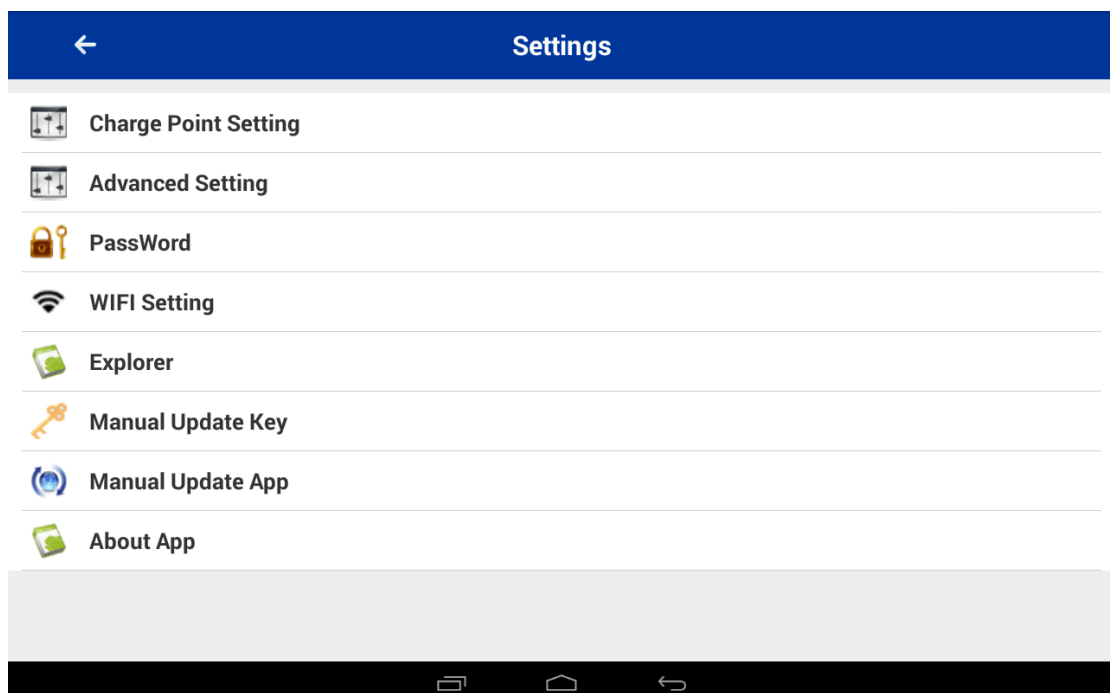 Settings
Charge Point Setting
Advanced Setting
PassWord
WIFI Setting
Explorer
Manual Update Key
Manual Update App
About App